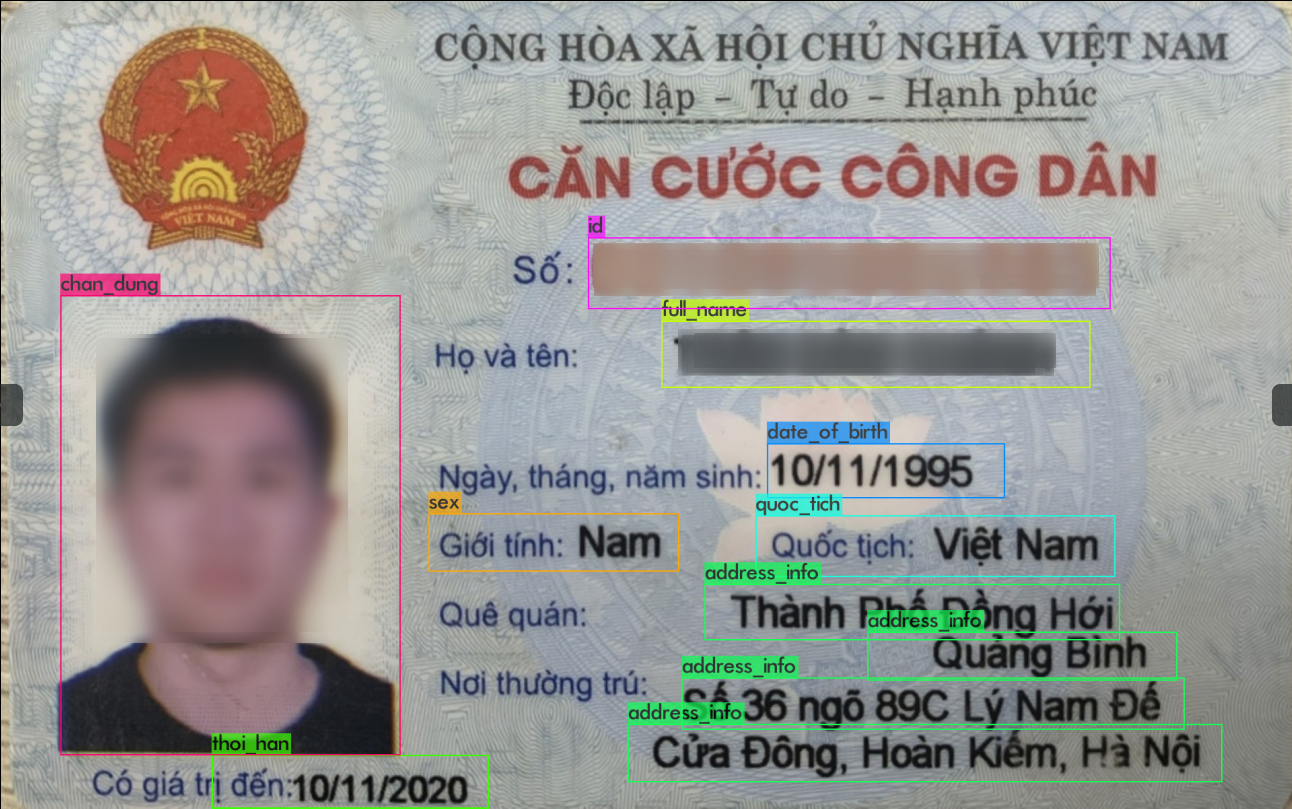 CỘNG HÒA XÃ HỘI CHỦ NGHĨA VIỆT NAM
Độc lập – Tự do – Hạnh phúc
CĂN CƯỚC CÔNG DÂN
VIỆT NAM
id
Số:
chan_dung
full_name
Họ và tên:
date_of_birth
Ngày, tháng, năm sinh: 10/11/1995
sex
quoc_tich
Giới tính: Nam Quốc tịch: Việt Nam
address_info
Quê quán: Thành Phố Đồng Hới
address_info
Quảng Bình
address_info
Nơi thường trú: Số 36 ngõ 89C Lý Nam Đế
address_info
Cửa Đông, Hoàn Kiếm, Hà Nội
thoi_han
Có giá trị đến: 10/11/2020